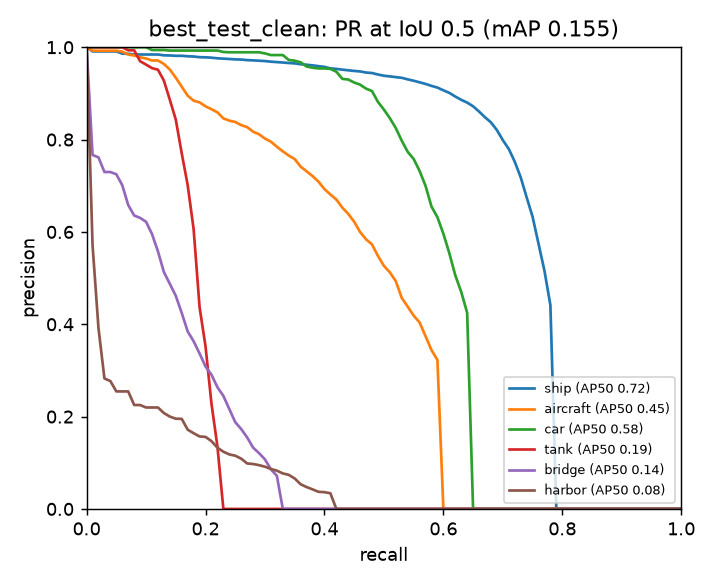 best_test_clean: PR at IoU 0.5 (mAP 0.155)
1.0
0.8
0.6
0.4
0.2
0.0
precision
ship (AP50 0.72)
aircraft (AP50 0.45)
car (AP50 0.58)
tank (AP50 0.19)
bridge (AP50 0.14)
harbor (AP50 0.08)
0.0 0.2 0.4 0.6 0.8 1.0
recall